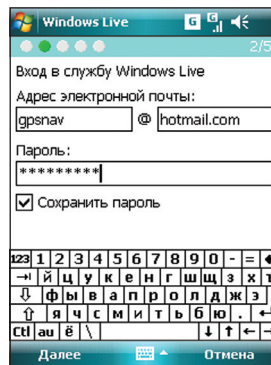 Windows Live G G
2/5
Вход в службу Windows Live
Адрес электронной почты:
gpsnav @ hotmail.com
Пароль:
*********
Сохранить пароль
123 1 2 3 4 5 6 7 8 9 0 - =
й ц у к е н г ш щ з х
ф ы в а п р о л д ж э
я ч с м и т ь б ю .
Ctl au ё \
Далее Отмена